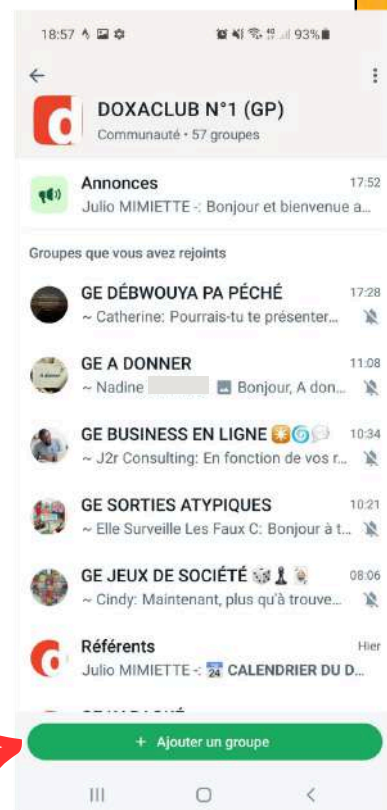 18:57 93%
DOXACLUB N°1 (GP)
Communauté • 57 groupes
Annonces 17:52
Julio MIMIETTE -: Bonjour et bienvenue a...
Groupes que vous avez rejoints
GE DÉBWOUYA PA PÉCHÉ 17:28
~ Catherine: Pourrais-tu te présenter...
GE A DONNER 11:08
~ Nadine Bonjour, A don...
GE BUSINESS EN LIGNE 10:34
~ J2r Consulting: En fonction de vos r...
GE SORTIES ATYPIQUES 10:21
~ Elle Surveille Les Faux C: Bonjour à t...
GE JEUX DE SOCIÉTÉ 08:06
~ Cindy: Maintenant, plus qu'à trouve...
Référents Hier
Julio MIMIETTE -: 24 CALENDRIER DU D...
+ Ajouter un groupe